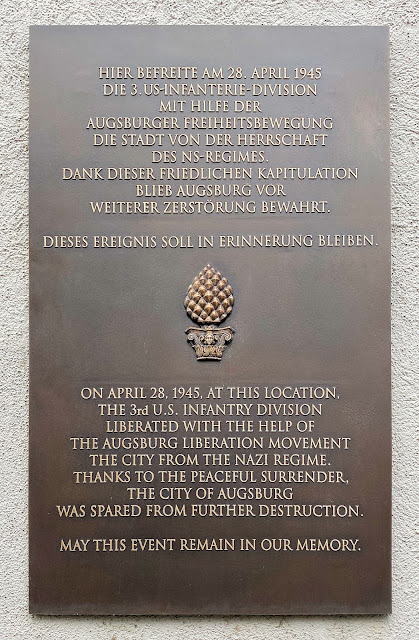 HIER BEFREITE AM 28. APRIL 1945
DIE 3. US-INFANTERIE-DIVISION
MIT HILFE DER
AUGSBURGER FREIHEITSBEWEGUNG
DIE STADT VON DER HERRSCHAFT
DES NS-REGIMES.
DANK DIESER FRIEDLICHEN KAPITULATION
BLIEB AUGSBURG VOR
WEITERER ZERSTÖRUNG BEWAHRT.
DIESES EREIGNIS SOLL IN ERINNERUNG BLEIBEN.
ON APRIL 28, 1945, AT THIS LOCATION,
THE 3rd U.S. INFANTRY DIVISION
LIBERATED WITH THE HELP OF
THE AUGSBURG LIBERATION MOVEMENT
THE CITY FROM THE NAZI REGIME.
THANKS TO THE PEACEFUL SURRENDER,
THE CITY OF AUGSBURG
WAS SPARED FROM FURTHER DESTRUCTION.
MAY THIS EVENT REMAIN IN OUR MEMORY.